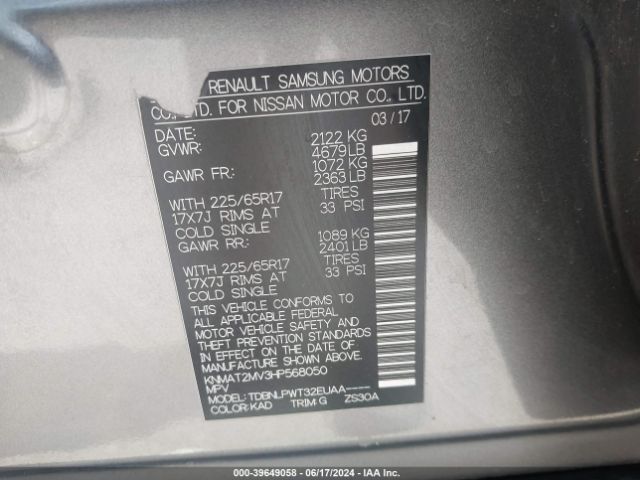 RENAULT SAMSUNG MOTORS
CO., LTD. FOR NISSAN MOTOR CO., LTD.
DATE: 03/17
GVWR: 2122 KG
4679 LB
GAWR FR: 1072 KG
2363 LB
WITH 225/65R17 TIRES
17X7J RIMS AT 33 PSI
COLD SINGLE
GAWR RR: 1089 KG
2401 LB
WITH 225/65R17 TIRES
17X7J RIMS AT 33 PSI
COLD SINGLE
THIS VEHICLE CONFORMS TO
ALL APPLICABLE FEDERAL
MOTOR VEHICLE SAFETY AND
THEFT PREVENTION STANDARDS
IN EFFECT ON THE DATE OF
MANUFACTURE SHOWN ABOVE.
KNMAT2MV3HP568050
MPV
MODEL: TDBNLPWT32EUAA-----
COLOR: KAD TRIM: G ZS30A
000-39649058 - 06/17/2024 - IAA Inc.